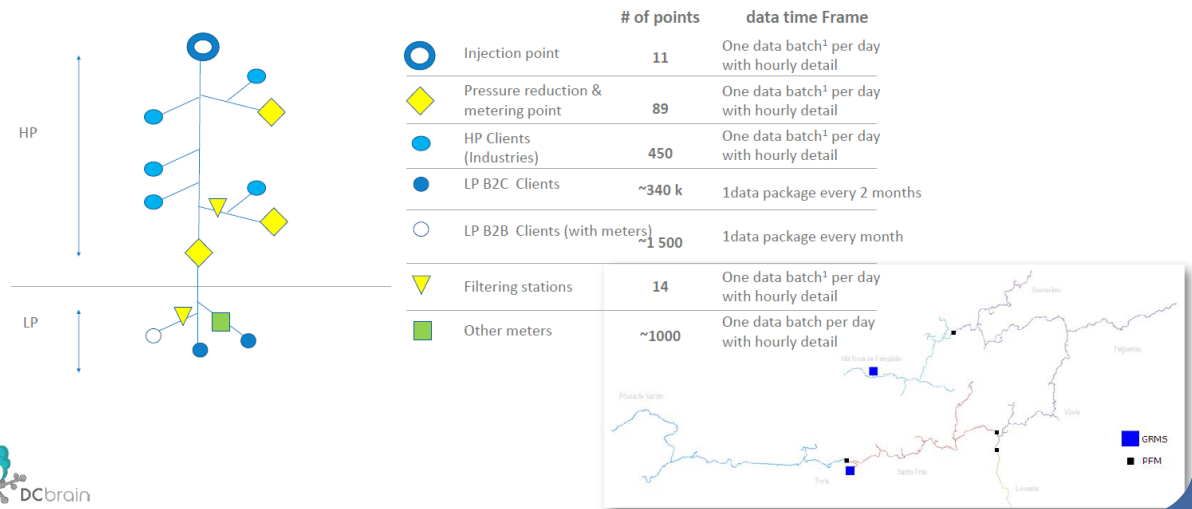 # of points data time Frame
Injection point 11 One data batch¹ per day
with hourly detail
Pressure reduction &
metering point 89 One data batch¹ per day
with hourly detail
HP
HP Clients
(Industries) 450 One data batch¹ per day
with hourly detail
LP B2C Clients ~340 k 1data package every 2 months
LP B2B Clients (with meters) ~1 500 1data package every month
Filtering stations 14 One data batch¹ per day
with hourly detail
LP
Other meters ~1000 One data batch per day
with hourly detail
Guimarães
Felgueiras
Vila Nova de Famalicão
Póvoa de Varzim
Vizela
Santo Tirso
Trofa
Lousada
GRMS
PFM
DCbrain